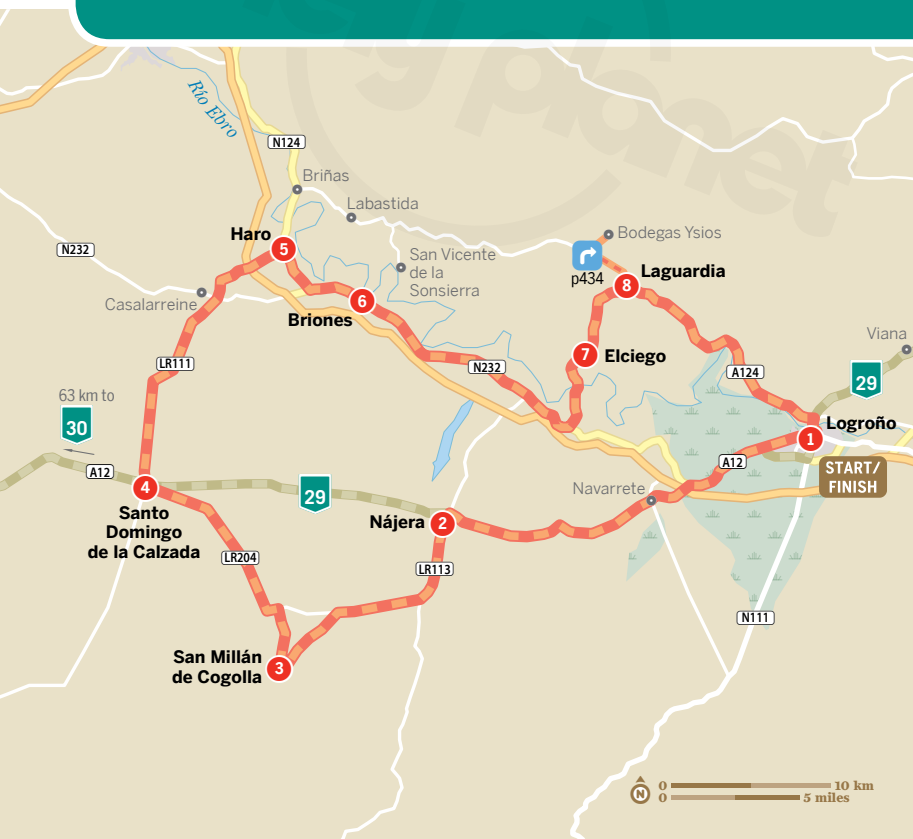 planet
Río Ebro
N124
Briñas
Labastida
Haro
5
N232
San Vicente
de la
Sonsierra
Bodegas Ysios
p434
Laguardia
8
Casalarreine
6
Briones
7
Elciego
Viana
LR111
N232
A124
29
63 km to
30
Logroño
1
A12
A12
START/
FINISH
4
Santo
Domingo
de la Calzada
29
Navarrete
Nájera
2
LR204
LR113
N111
San Millán
de Cogolla
3
N
0
10 km
0
5 miles